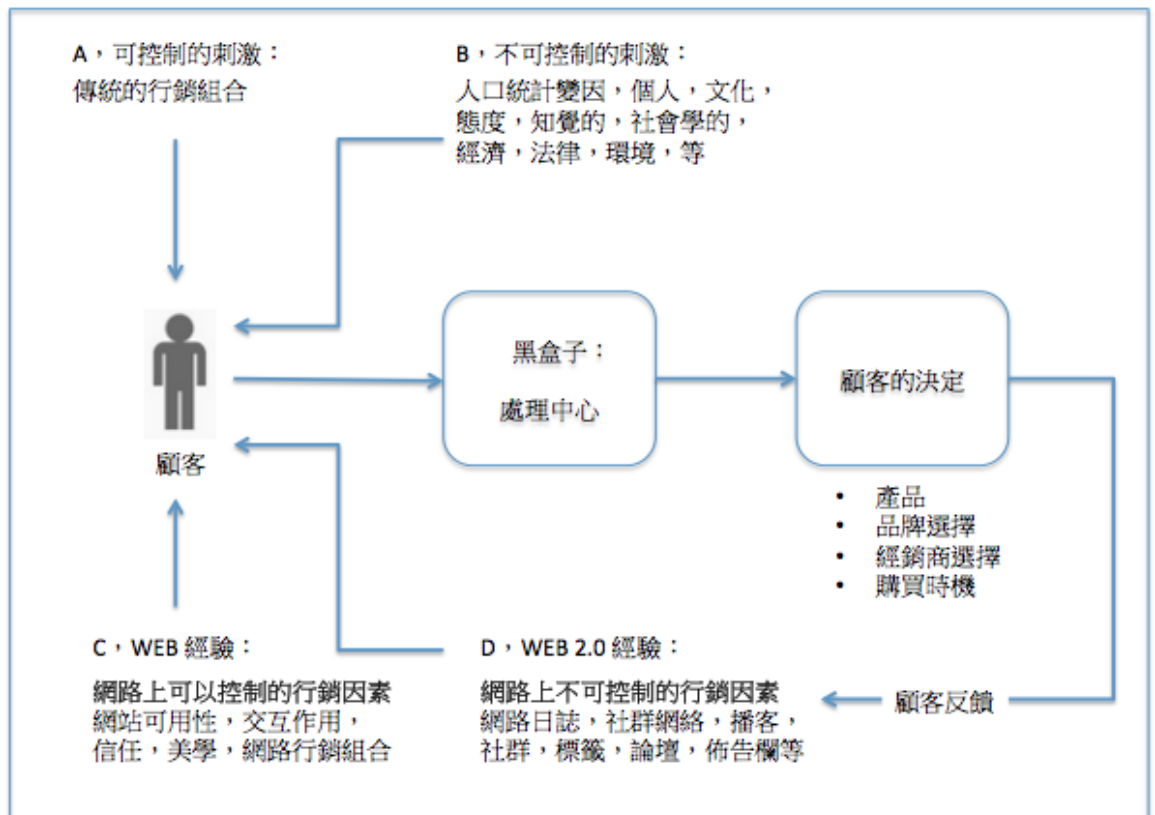 A，可控制的刺激：
傳統的行銷組合
B，不可控制的刺激：
人口統計變因，個人，文化，
態度，知覺的，社會學的，
經濟，法律，環境，等
顧客
黑盒子：
處理中心
顧客的決定
• 產品
• 品牌選擇
• 經銷商選擇
• 購買時機
C，WEB 經驗：
網路上可以控制的行銷因素
網站可用性，交互作用，
信任，美學，網路行銷組合
D，WEB 2.0 經驗：
網路上不可控制的行銷因素
網路日誌，社群網絡，播客，
社群，標籤，論壇，佈告欄等
顧客反饋